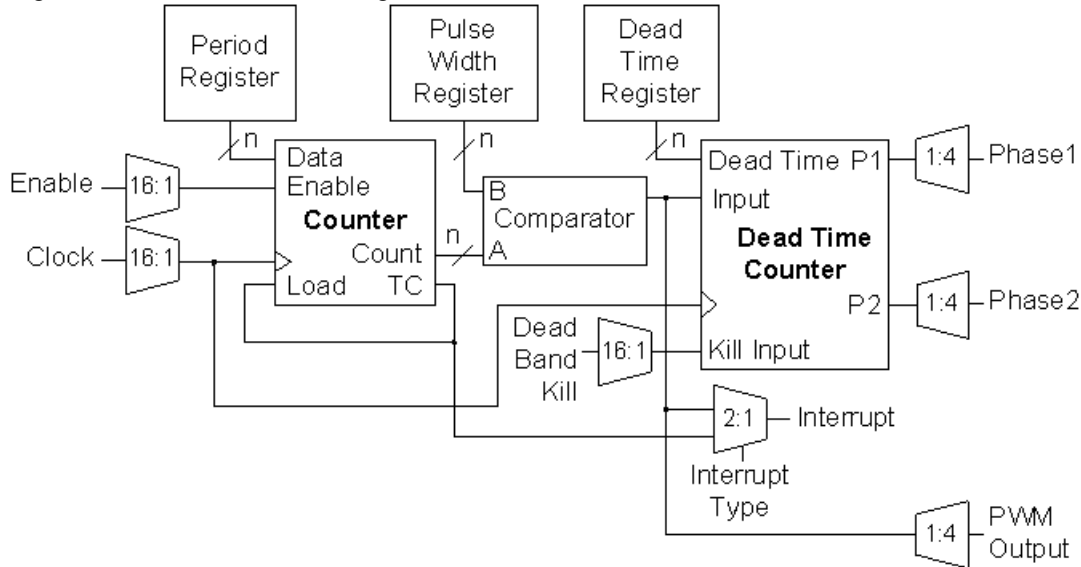 Period
Register
Pulse
Width
Register
Dead
Time
Register
n
n
n
Data
Enable
Counter
Count
Load
TC
Enable
16:1
Clock
16:1
n
B
Comparator
A
Dead Time
P1
Input
Dead Time
Counter
P2
Kill Input
1:4
Phase1
1:4
Phase2
Dead
Band
Kill
16:1
2:1
Interrupt
Interrupt
Type
1:4
PWM
Output